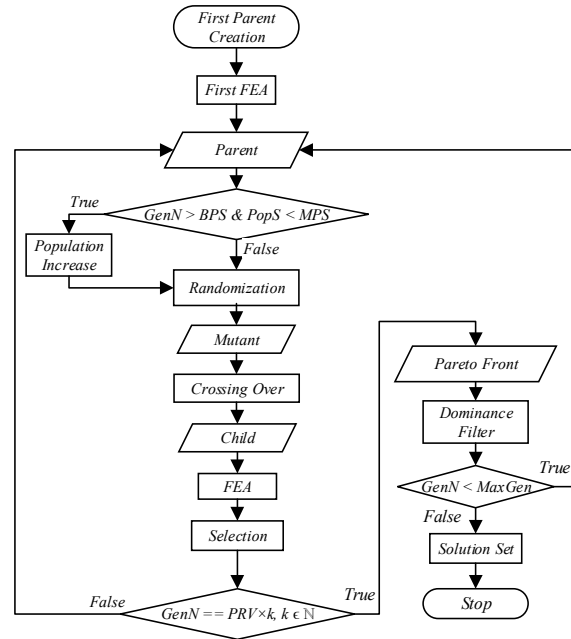 First Parent
Creation
First FEA
Parent
True
GenN > BPS & PopS < MPS
Population
Increase
False
Randomization
Mutant
Crossing Over
Child
FEA
Selection
False
GenN == PRV×k, k ϵ ℕ
True
Pareto Front
Dominance
Filter
GenN < MaxGen
True
False
Solution Set
Stop